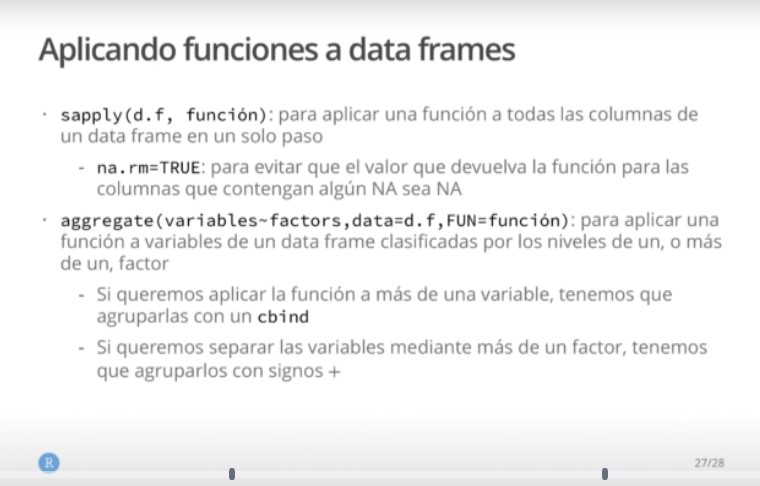 Aplicando funciones a data frames
· sapply(d.f, función): para aplicar una función a todas las columnas de
un data frame en un solo paso
- na.rm=TRUE: para evitar que el valor que devuelva la función para las
columnas que contengan algún NA sea NA
· aggregate(variables~factors,data=d.f,FUN=función): para aplicar una
función a variables de un data frame clasificadas por los niveles de un, o más
de un, factor
- Si queremos aplicar la función a más de una variable, tenemos que
agruparlas con un cbind
- Si queremos separar las variables mediante más de un factor, tenemos
que agruparlos con signos +
R
27/28